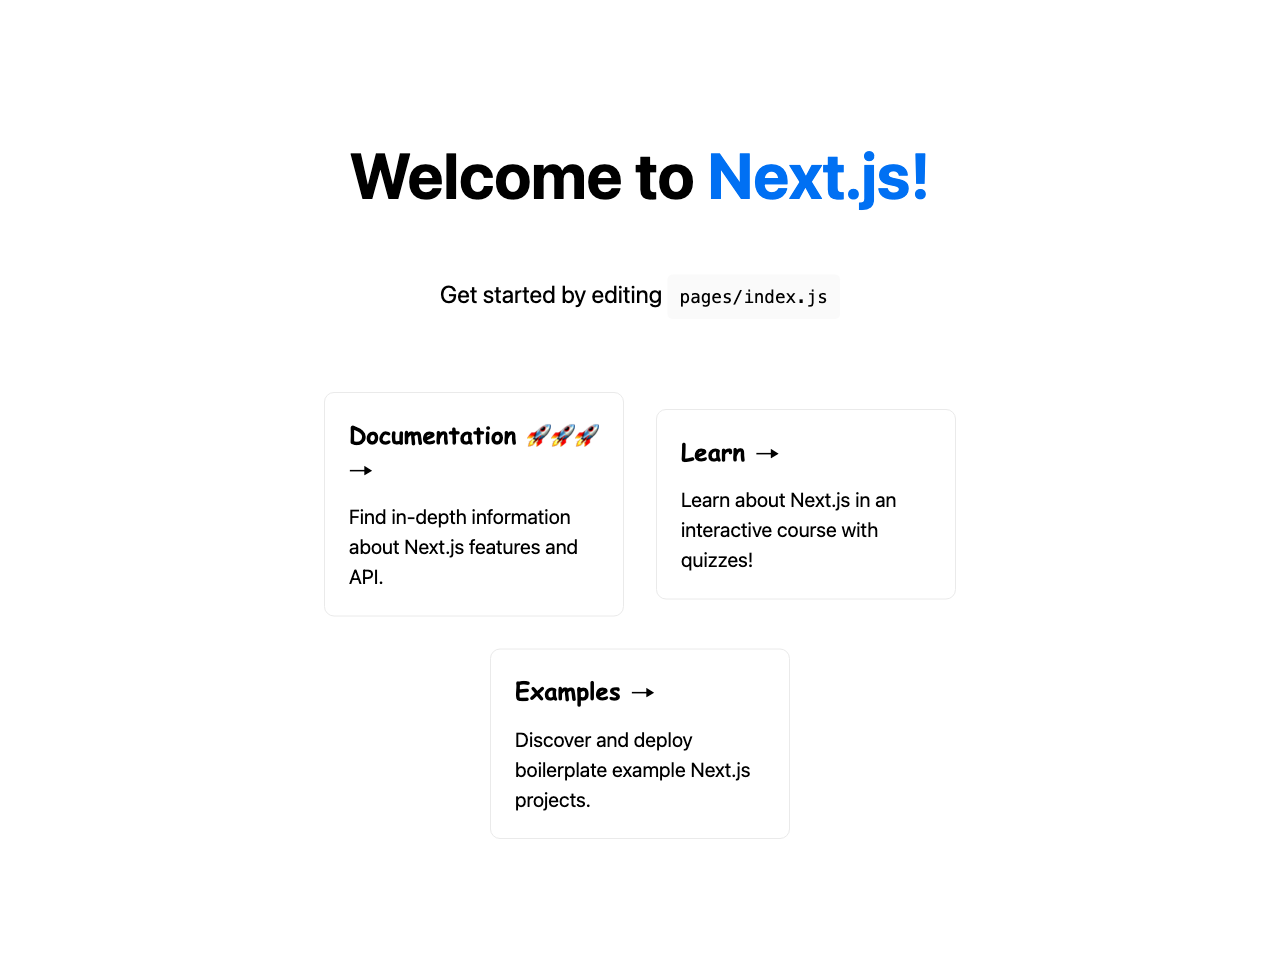 Welcome to Next.js!
Get started by editing pages/index.js
Documentation 🚀🚀🚀
→
Find in-depth information
about Next.js features and
API.
Learn →
Learn about Next.js in an
interactive course with
quizzes!
Examples →
Discover and deploy
boilerplate example Next.js
projects.